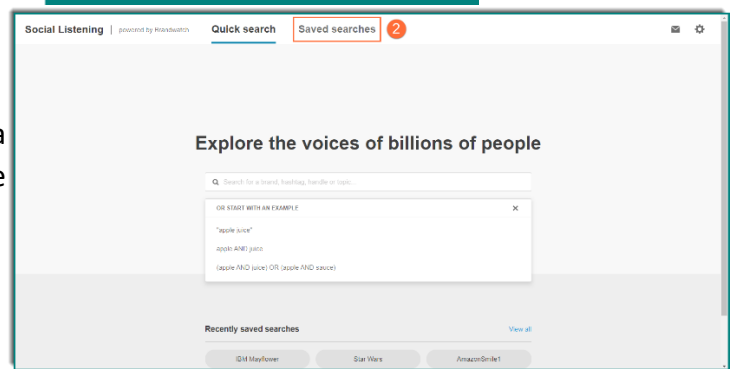 Social Listening | powered by Brandwatch Quick search Saved searches 2
a
e
Explore the voices of billions of people
Search for a brand, hashtag, handle or topic...
OR START WITH AN EXAMPLE
"apple juice"
apple AND juice
(apple AND juice) OR (apple AND sauce)
Recently saved searches View all
IBM Mayflower Star Wars AmazonSmile1